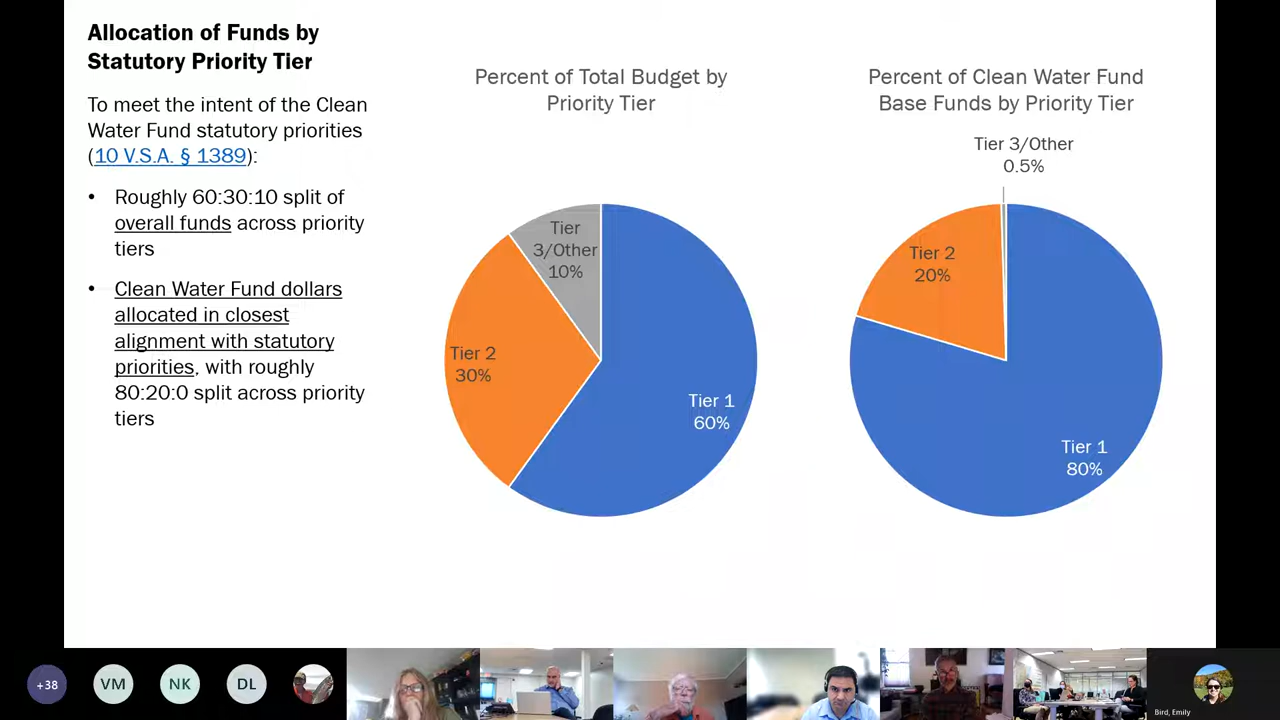 Allocation of Funds by
Statutory Priority Tier
To meet the intent of the Clean
Water Fund statutory priorities
(10 V.S.A. § 1389):
• Roughly 60:30:10 split of
overall funds across priority
tiers
• Clean Water Fund dollars
allocated in closest
alignment with statutory
priorities, with roughly
80:20:0 split across priority
tiers
Percent of Total Budget by
Priority Tier
Tier
3/Other
10%
Tier 2
30%
Tier 1
60%
Percent of Clean Water Fund
Base Funds by Priority Tier
Tier 3/Other
0.5%
Tier 2
20%
Tier 1
80%
+38
VM
NK
DL
Bird, Emily